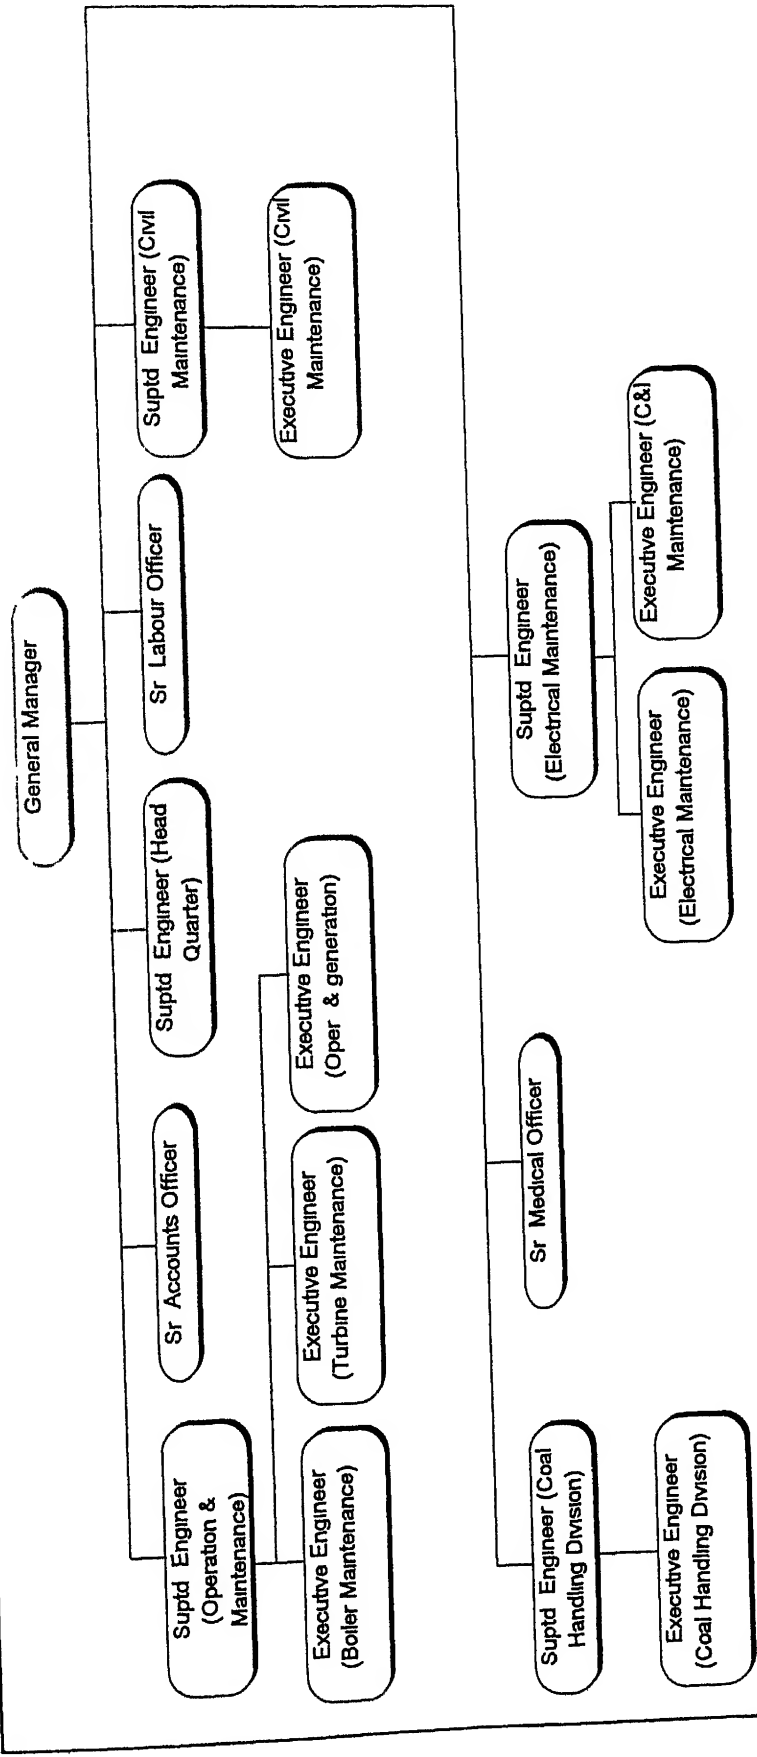 General Manager
Suptd Engineer
(Operation &
Maintenance)
Sr Accounts Officer
Suptd Engineer (Head
Quarter)
Sr Labour Officer
Suptd Engineer (Civil
Maintenance)
Executive Engineer
(Boiler Maintenance)
Executive Engineer
(Turbine Maintenance)
Executive Engineer
(Oper & generation)
Executive Engineer (Civil
Maintenance)
Suptd Engineer (Coal
Handling Division)
Sr Medical Officer
Suptd Engineer
(Electrical Maintenance)
Executive Engineer
(Coal Handling Division)
Executive Engineer
(Electrical Maintenance)
Executive Engineer (C&I
Maintenance)